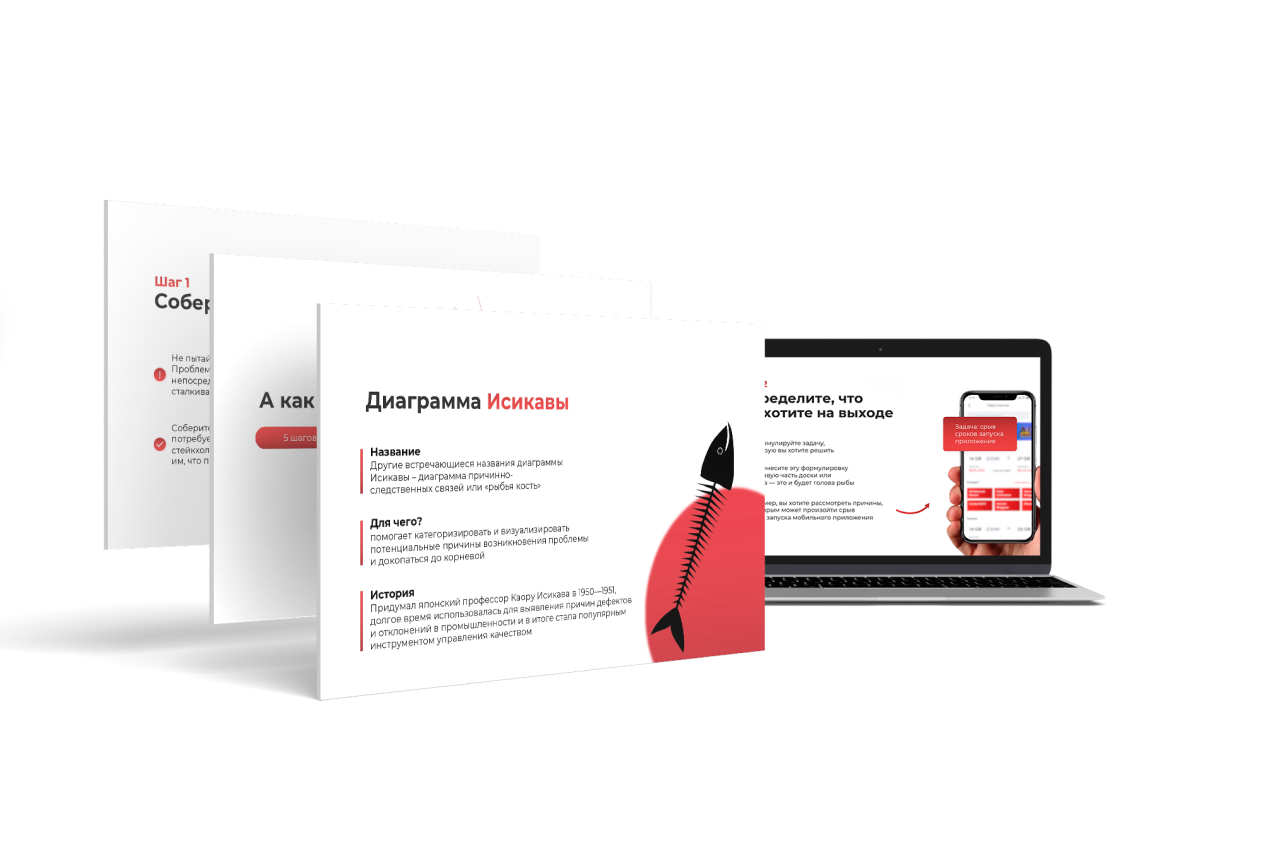 Шаг 1
Собер
Не пытай
Проблем
непосред
сталкива
Соберите
потребуе
стейкхол
им, что п
А как
5 шагов
Диаграмма Исикавы
Название
Другие встречающиеся названия диаграммы
Исикавы – диаграмма причинно-
следственных связей или «рыбья кость»
Для чего?
помогает категоризировать и визуализировать
потенциальные причины возникновения проблемы
и докопаться до корневой
История
Придумал японский профессор Каору Исикава в 1950—1951,
долгое время использовалась для выявления причин дефектов
и отклонений в промышленности и в итоге стала популярным
инструментом управления качеством
2
ределите, что
хотите на выходе
рмулируйте задачу,
рую вы хотите решить
несите эту формулировку
вую часть доски или
а — это и будет голова рыбы
мер, вы хотите рассмотреть причины,
рым может произойти срыв
запуска мобильного приложения
Задача: срыв
сроков запуска
приложения